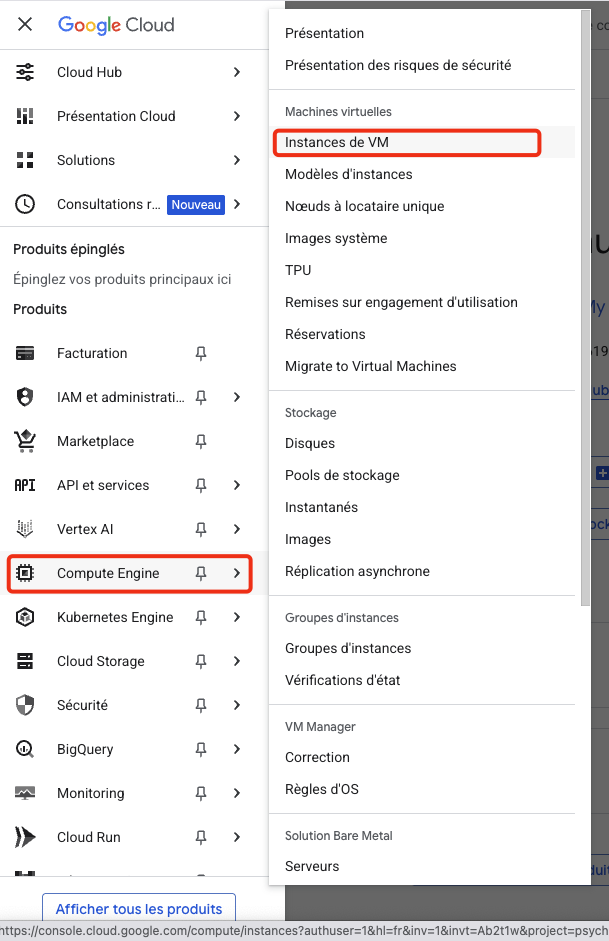 Google Cloud
Cloud Hub
Présentation Cloud
Solutions
Consultations r... Nouveau
Produits épinglés
Épinglez vos produits principaux ici
Produits
Facturation
IAM et administrati...
Marketplace
API API et services
Vertex AI
Compute Engine
Kubernetes Engine
Cloud Storage
Sécurité
BigQuery
Monitoring
Cloud Run
Afficher tous les produits
Présentation
Présentation des risques de sécurité
Machines virtuelles
Instances de VM
Modèles d'instances
Nœuds à locataire unique
Images système
TPU
Remises sur engagement d'utilisation
Réservations
Migrate to Virtual Machines
Stockage
Disques
Pools de stockage
Instantanés
Images
Réplication asynchrone
Groupes d'instances
Groupes d'instances
Vérifications d'état
VM Manager
Correction
Règles d'OS
Solution Bare Metal
Serveurs
My
https://console.cloud.google.com/compute/instances?authuser=1&hl=fr&inv=1&invt=Ab2t1w&project=psych